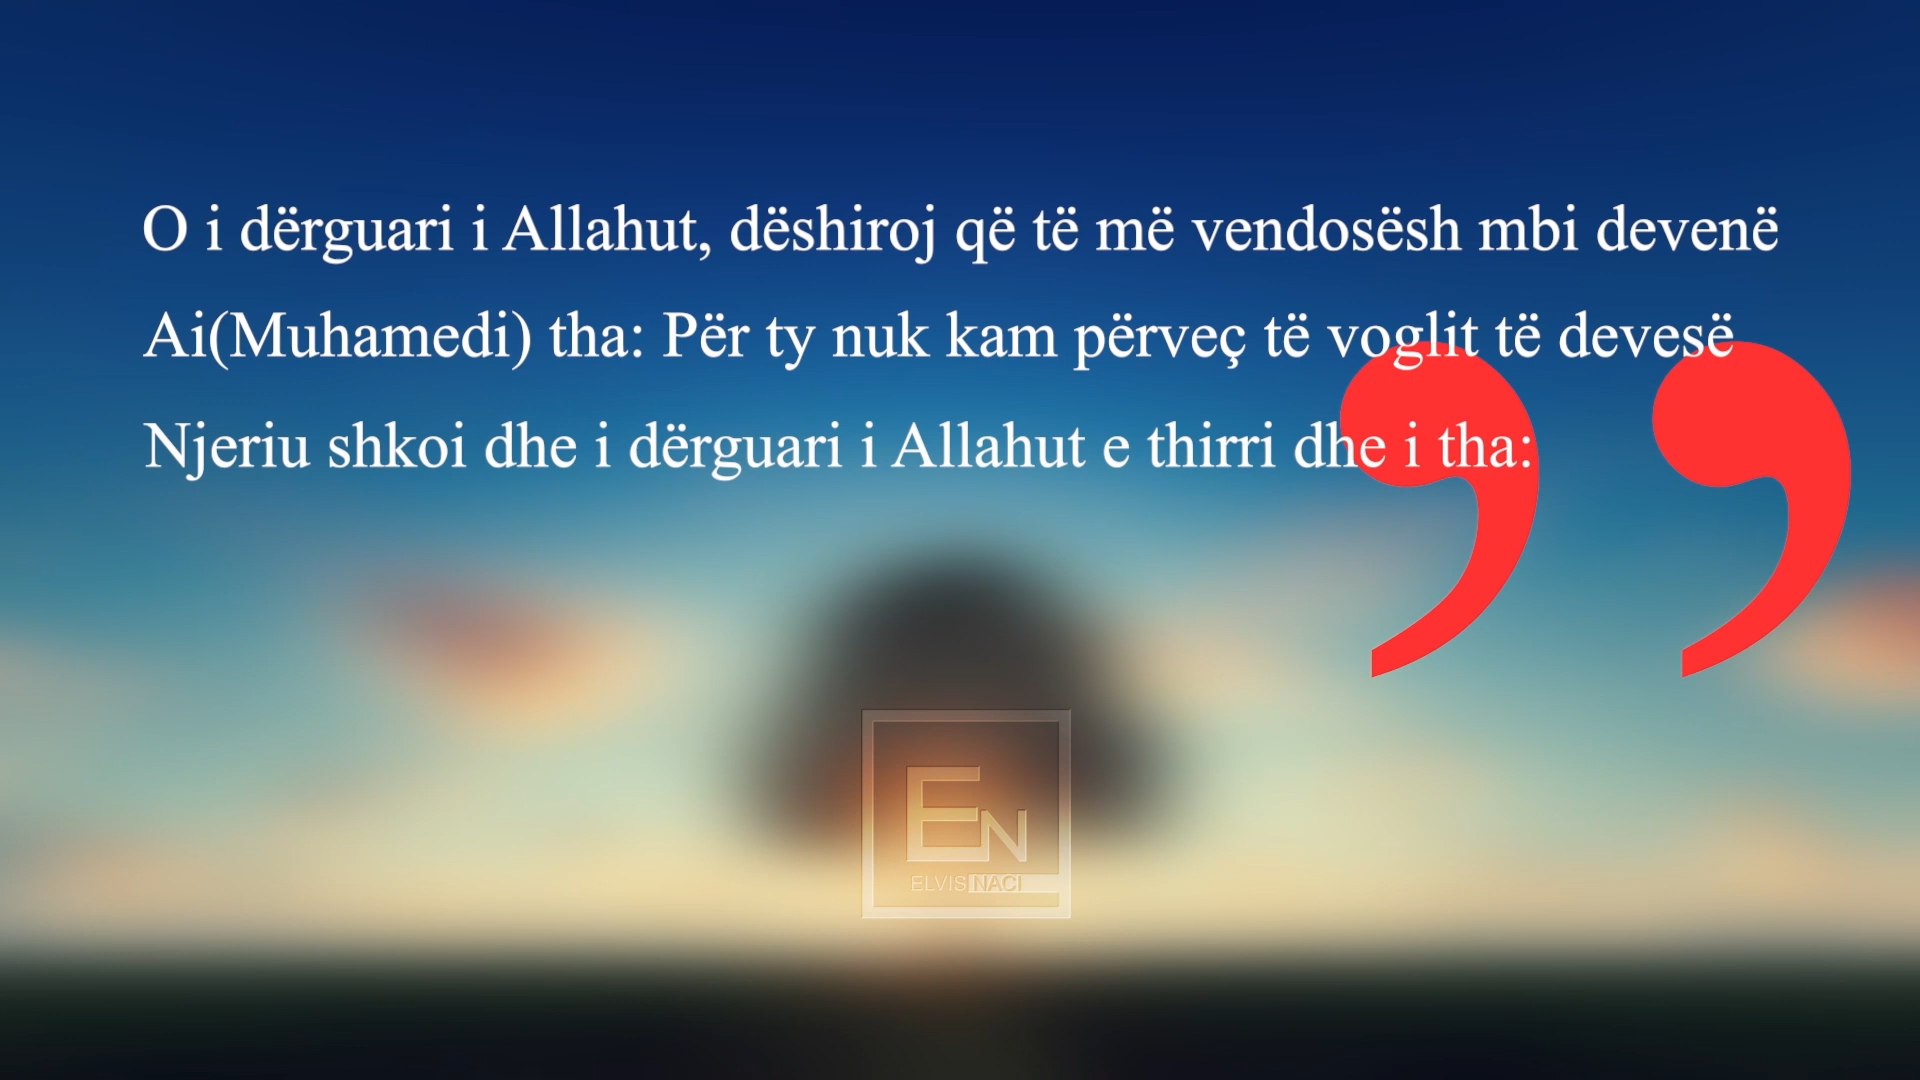 O i dërguari i Allahut, dëshiroj që të më vendosësh mbi devenë
Ai(Muhamedi) tha: Për ty nuk kam përveç të voglit të devesë
Njeriu shkoi dhe i dërguari i Allahut e thirri dhe i tha:
”
EN
ELVIS NACI